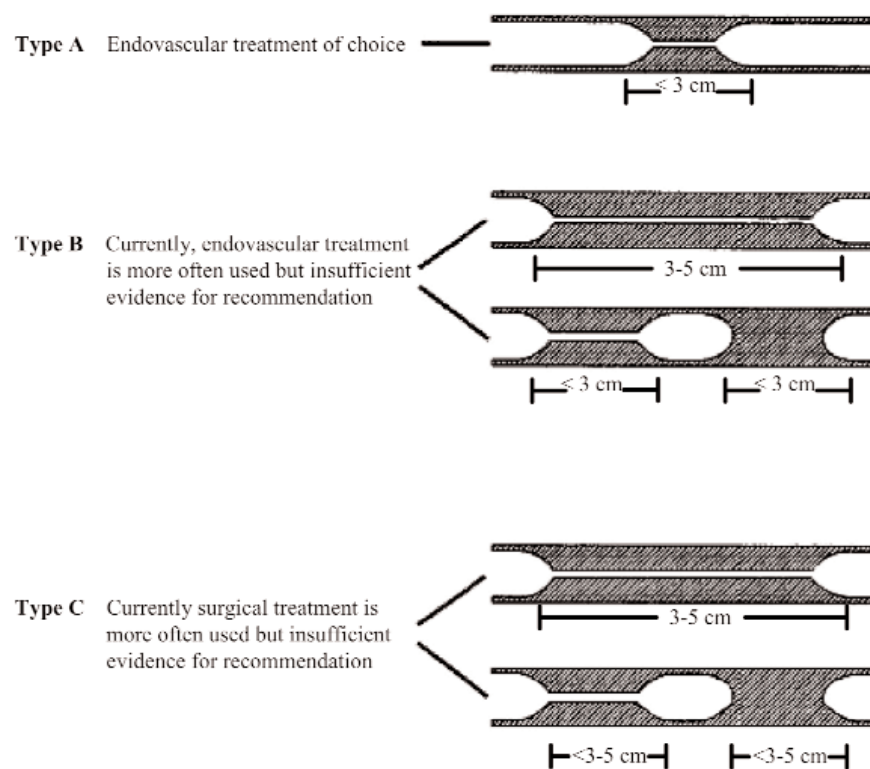 Type A Endovascular treatment of choice
< 3 cm
Type B Currently, endovascular treatment
is more often used but insufficient
evidence for recommendation
3-5 cm
< 3 cm < 3 cm
Type C Currently surgical treatment is
more often used but insufficient
evidence for recommendation
3-5 cm
<3-5 cm <3-5 cm